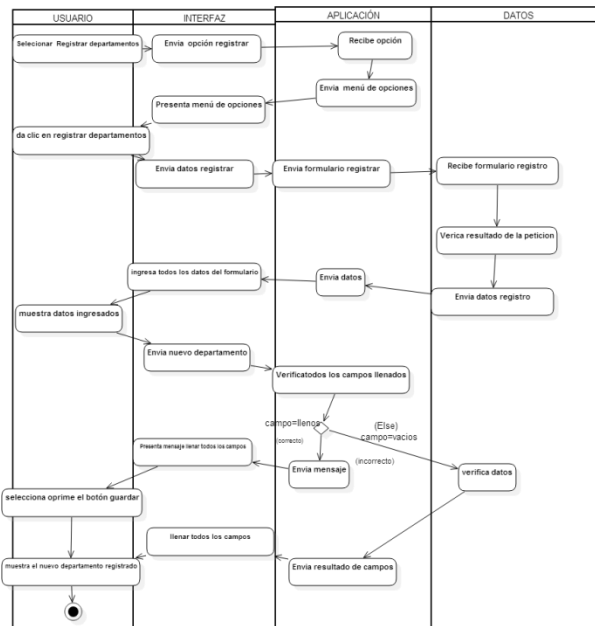 USUARIO
INTERFAZ
APLICACIÓN
DATOS
Selecionar Registrar departamentos
Envia opción registrar
Recibe opción
Envia menú de opciones
Presenta menú de opciones
da clic en registrar departamentos
Envia datos registrar
Envia formulario registrar
Recibe formulario registro
Verica resultado de la peticion
Envia datos registro
Envia datos
ingresa todos los datos del formulario
muestra datos ingresados
Envia nuevo departamento
Verificatodos los campos llenados
campo=llenos
(correcto)
(Else)
campo=vacios
(incorrecto)
Presenta mensaje llenar todos los campos
Envia mensaje
verifica datos
selecciona oprime el botón guardar
llenar todos los campos
Envia resultado de campos
muestra el nuevo departamento registrado